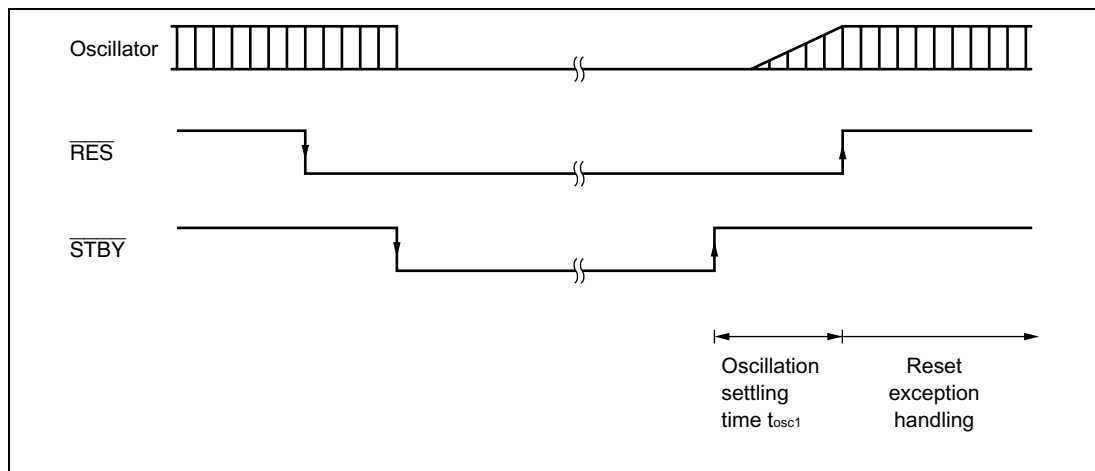 Oscillator
RES
STBY
Oscillation
settling
time tosc1
Reset
exception
handling